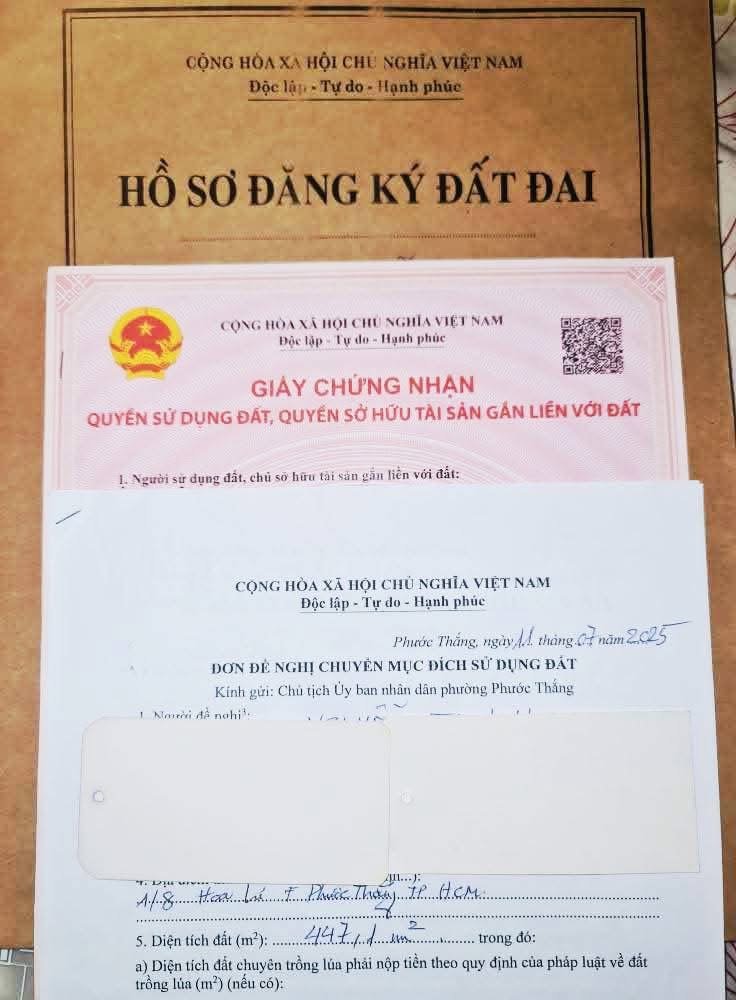 CỘNG HÒA XÃ HỘI CHỦ NGHĨA VIỆT NAM
Độc lập - Tự do - Hạnh phúc
HỒ SƠ ĐĂNG KÝ ĐẤT ĐAI
CỘNG HÒA XÃ HỘI CHỦ NGHĨA VIỆT NAM
Độc lập - Tự do - Hạnh phúc
GIẤY CHỨNG NHẬN
QUYỀN SỬ DỤNG ĐẤT, QUYỀN SỞ HỮU TÀI SẢN GẮN LIỀN VỚI ĐẤT
1. Người sử dụng đất, chủ sở hữu tài sản gắn liền với đất:
CỘNG HÒA XÃ HỘI CHỦ NGHĨA VIỆT NAM
Độc lập - Tự do - Hạnh phúc
Phước Thắng, ngày 11 tháng 07 năm 2025
ĐƠN ĐỀ NGHỊ CHUYỂN MỤC ĐÍCH SỬ DỤNG ĐẤT
Kính gửi: Chủ tịch Ủy ban nhân dân phường Phước Thắng
1. Người đề nghị³:
4. Địa điểm
1/8 Hoa Lư F Phước Thắng TP HCM
5. Diện tích đất (m²): 447,1 m² trong đó:
a) Diện tích đất chuyên trồng lúa phải nộp tiền theo quy định của pháp luật về đất
trồng lúa (m²) (nếu có):